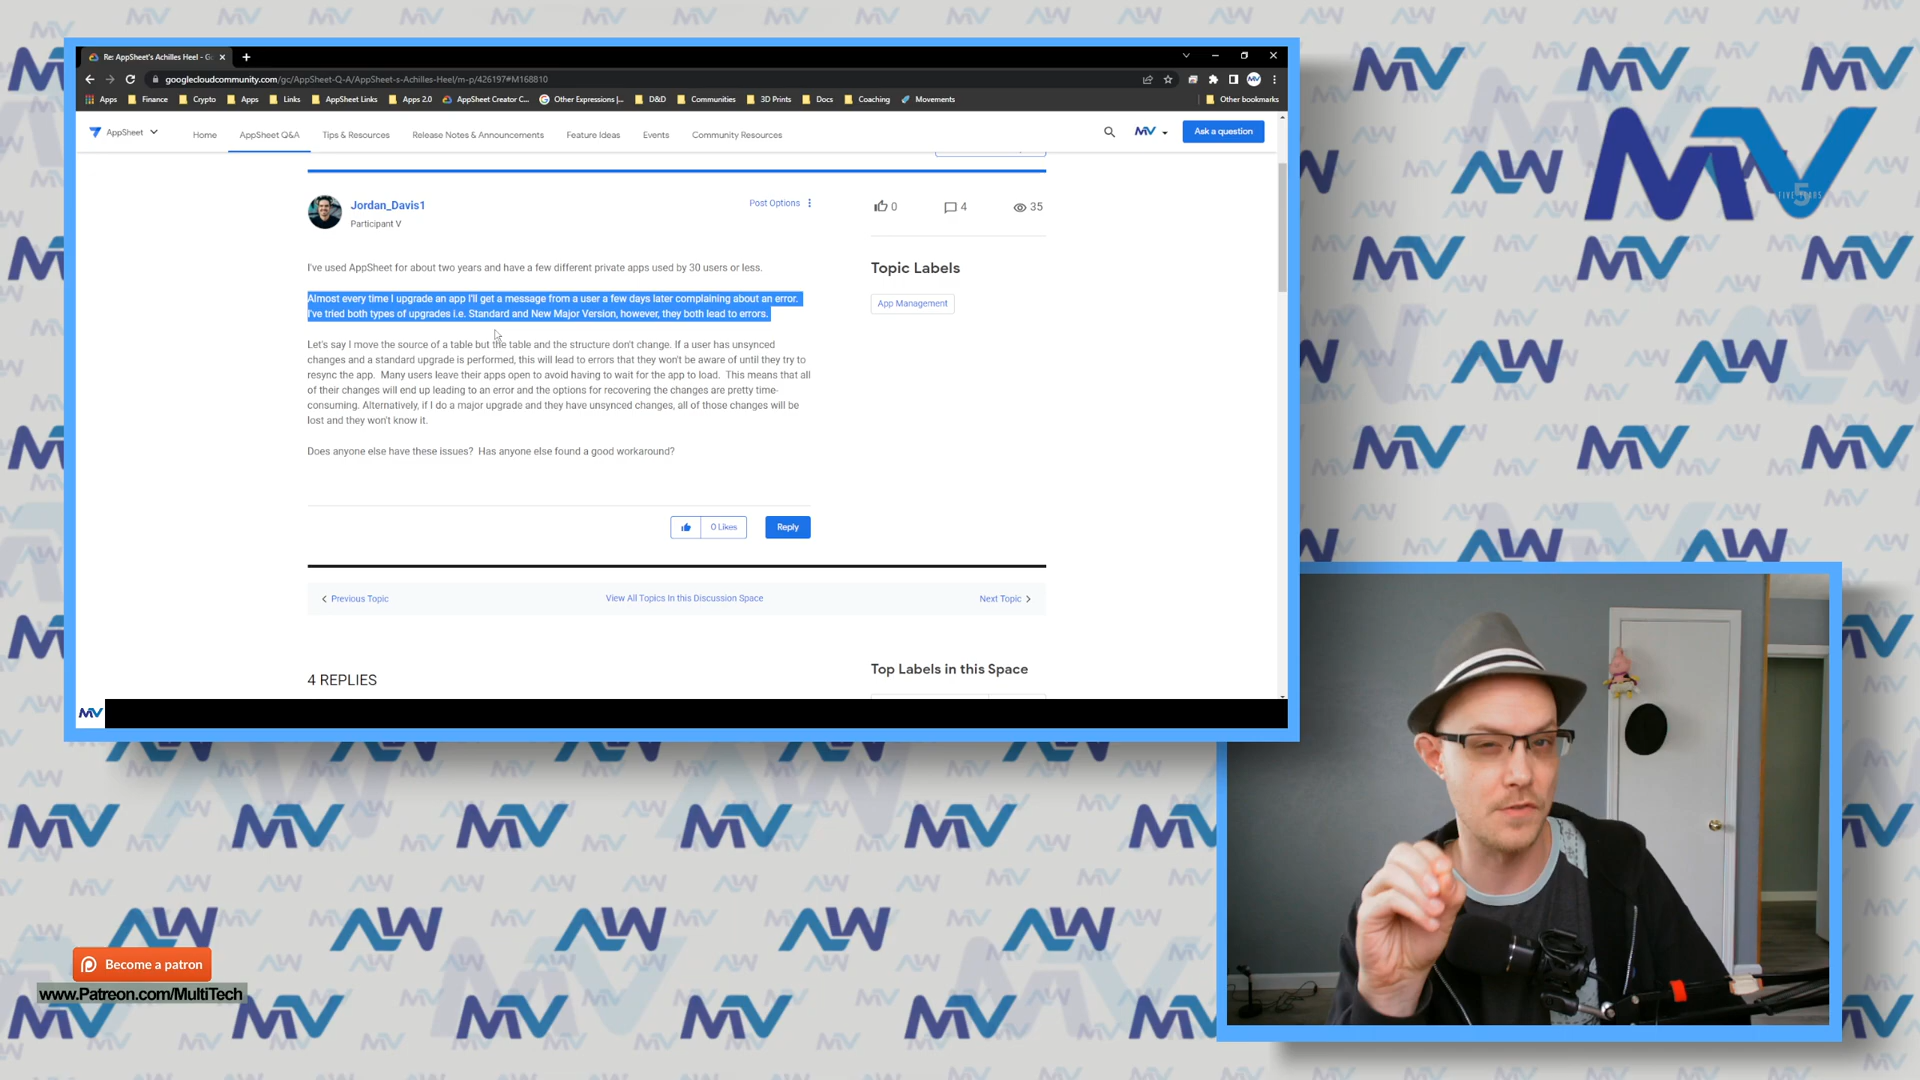 Re: AppSheet's Achilles Heel - G
googlecloudcommunity.com/gc/AppSheet-Q-A/AppSheet-s-Achilles-Heel/m-p/426197#M168810
Apps Finance Crypto Apps Links AppSheet Links Apps 2.0 AppSheet Creator C... Other Expressions |... D&D Communities 3D Prints Docs Coaching Movements Other bookmarks
AppSheet Home AppSheet Q&A Tips & Resources Release Notes & Announcements Feature Ideas Events Community Resources MV Ask a question
Jordan_Davis1
Participant V
Post Options
0 4 35
I've used AppSheet for about two years and have a few different private apps used by 30 users or less.
Almost every time I upgrade an app I'll get a message from a user a few days later complaining about an error.
I've tried both types of upgrades i.e. Standard and New Major Version, however, they both lead to errors.
Let's say I move the source of a table but the table and the structure don't change. If a user has unsynced
changes and a standard upgrade is performed, this will lead to errors that they won't be aware of until they try to
resync the app. Many users leave their apps open to avoid having to wait for the app to load. This means that all
of their changes will end up leading to an error and the options for recovering the changes are pretty time-
consuming. Alternatively, if I do a major upgrade and they have unsynced changes, all of those changes will be
lost and they won't know it.
Does anyone else have these issues? Has anyone else found a good workaround?
0 Likes
Reply
Topic Labels
App Management
Previous Topic
View All Topics In this Discussion Space
Next Topic
4 REPLIES
Top Labels in this Space
MV
MV
5
Become a patron
www.Patreon.com/MultiTech